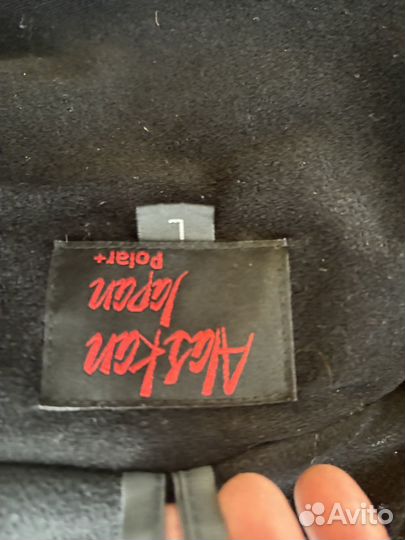 L
Alaskan
Japan
Polar+
Avito